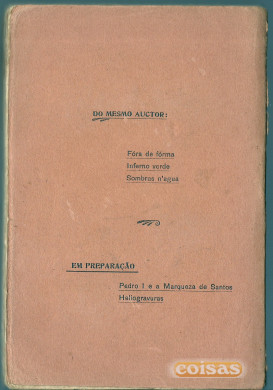 DO MESMO AUCTOR:
Fóra de fórma
Inferno verde
Sombras n'agua
EM PREPARAÇÃO
Pedro I e a Marqueza de Santos
Heliogravuras
coisas